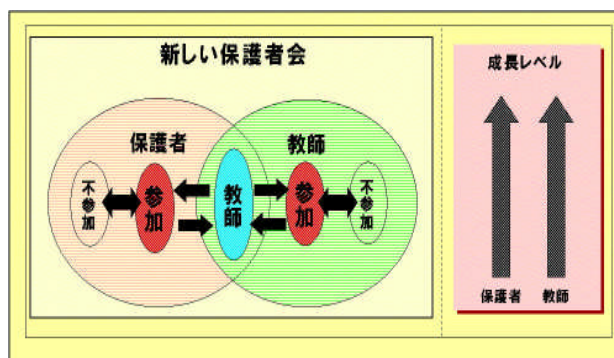 新しい保護者会
保護者
教師
不参加
参加
教師
参加
不参加
成長レベル
保護者
教師